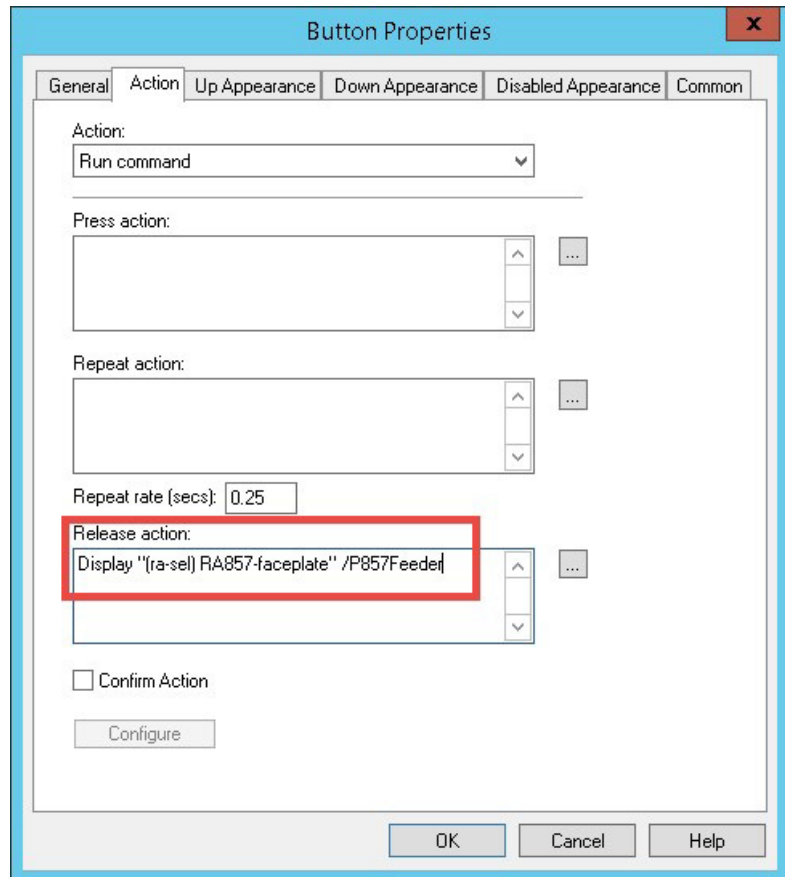 Button Properties
x
General Action Up Appearance Down Appearance Disabled Appearance Common
Action:
Run command
Press action:
...
Repeat action:
...
Repeat rate (secs): 0.25
Release action:
Display "(ra-sel) RA857-faceplate" /P857Feeder
...
Confirm Action
Configure
OK Cancel Help